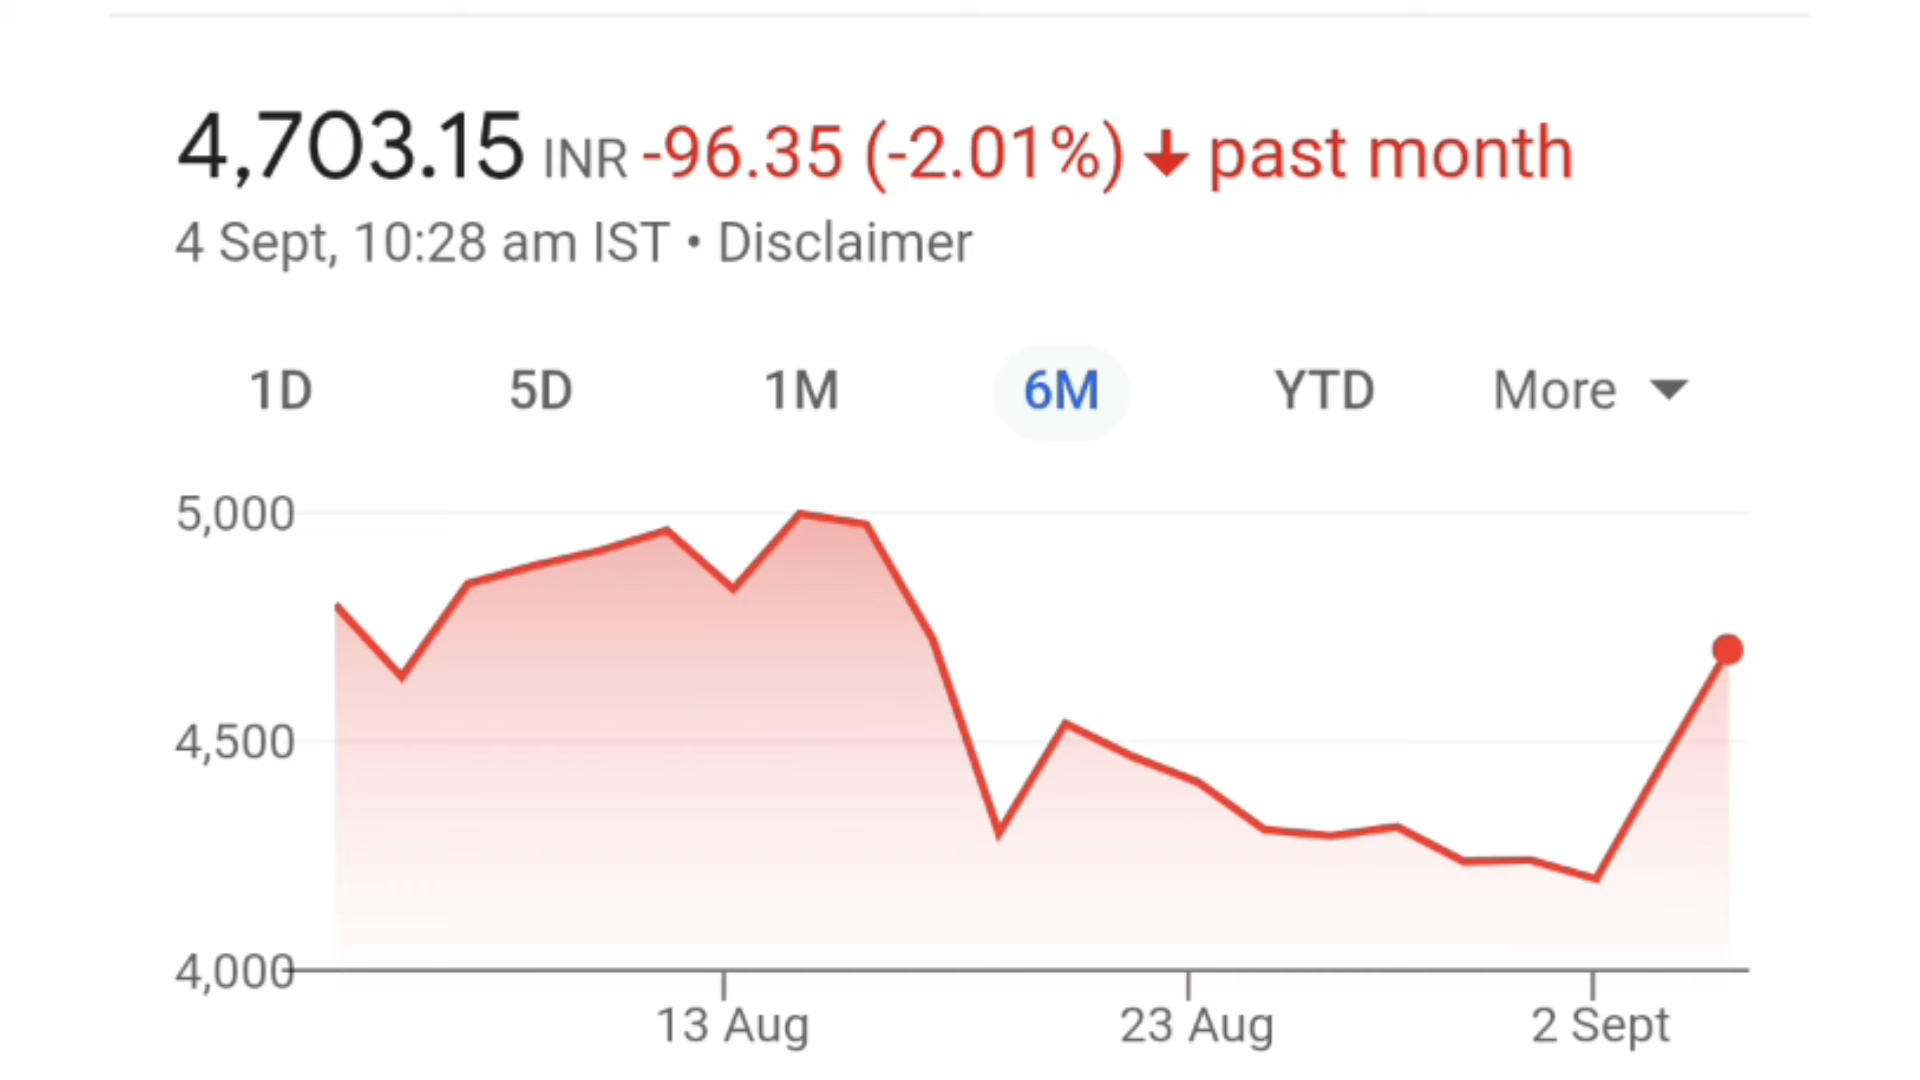 4,703.15 INR -96.35 (-2.01%) ↓ past month
4 Sept, 10:28 am IST • Disclaimer
1D 5D 1M 6M YTD More
5,000
4,500
4,000
13 Aug 23 Aug 2 Sept